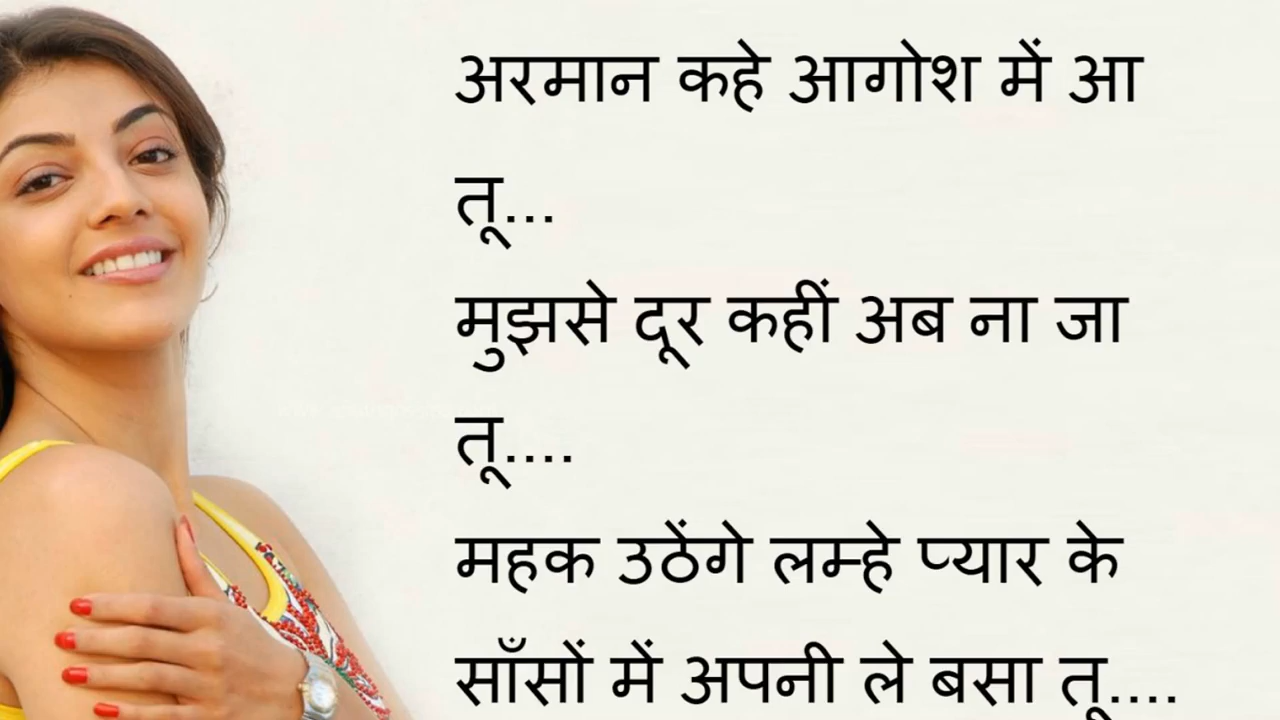 अरमान कहे आगोश में आ
तू...
मुझसे दूर कहीं अब ना जा
तू....
महक उठेंगे लम्हे प्यार के
साँसों में अपनी ले बसा तू....